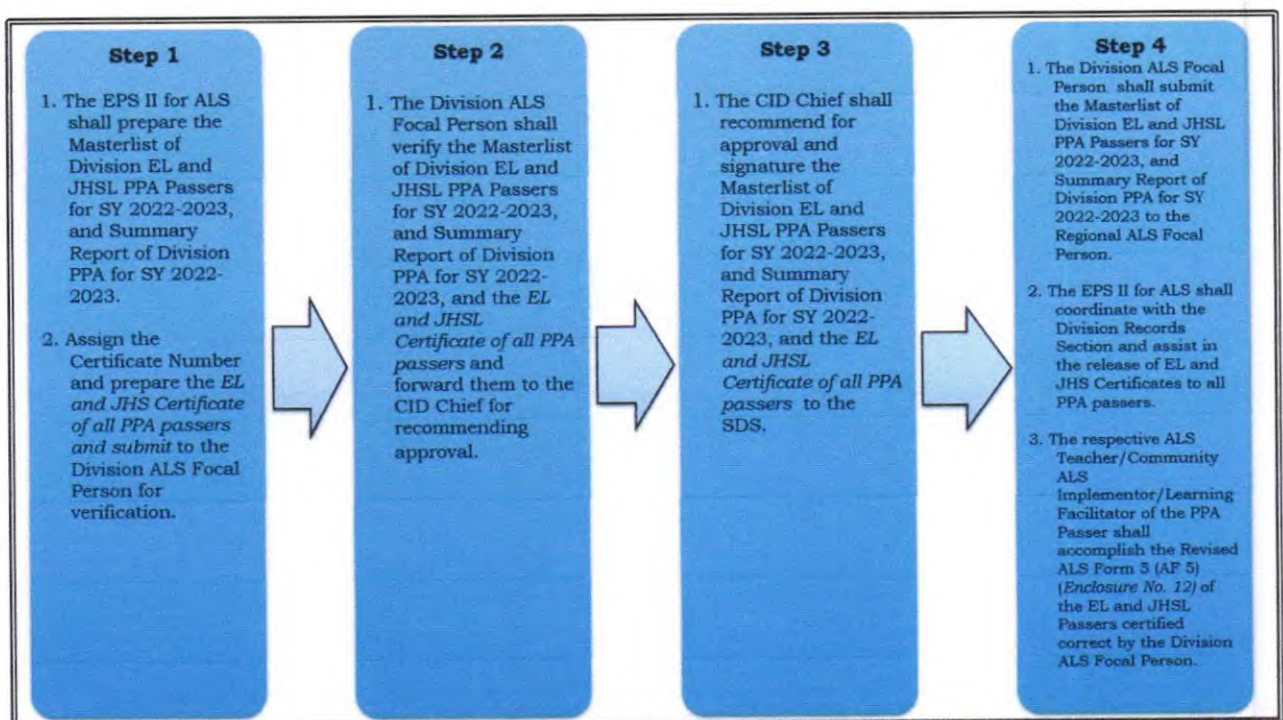 Step 1
1. The EPS II for ALS
shall prepare the
Masterlist of
Division EL and
JHSL PPA Passers
for SY 2022-2023,
and Summary
Report of Division
PPA for SY 2022-
2023.
2. Assign the
Certificate Number
and prepare the EL
and JHS Certificate
of all PPA passers
and submit to the
Division ALS Focal
Person for
verification.
Step 2
1. The Division ALS
Focal Person shall
verify the Masterlist
of Division EL and
JHSL PPA Passers
for SY 2022-2023,
and Summary
Report of Division
PPA for SY 2022-
2023, and the EL
and JHSL
Certificate of all PPA
passers and
forward them to the
CID Chief for
recommending
approval.
Step 3
1. The CID Chief shall
recommend for
approval and
signature the
Masterlist of
Division EL and
JHSL PPA Passers
for SY 2022-2023,
and Summary
Report of Division
PPA for SY 2022-
2023, and the EL
and JHSL
Certificate of all PPA
passers to the
SDS.
Step 4
1. The Division ALS Focal
Person shall submit
the Masterlist of
Division EL and JHSL
PPA Passers for SY
2022-2023, and
Summary Report of
Division PPA for SY
2022-2023 to the
Regional ALS Focal
Person.
2. The EPS II for ALS shall
coordinate with the
Division Records
Section and assist in
the release of EL and
JHS Certificates to all
PPA passers.
3. The respective ALS
Teacher/Community
ALS
Implementor/Learning
Facilitator of the PPA
Passer shall
accomplish the Revised
ALS Form 5 (AF 5)
(Enclosure No. 12) of
the EL and JHSL
Passers certified
correct by the Division
ALS Focal Person.